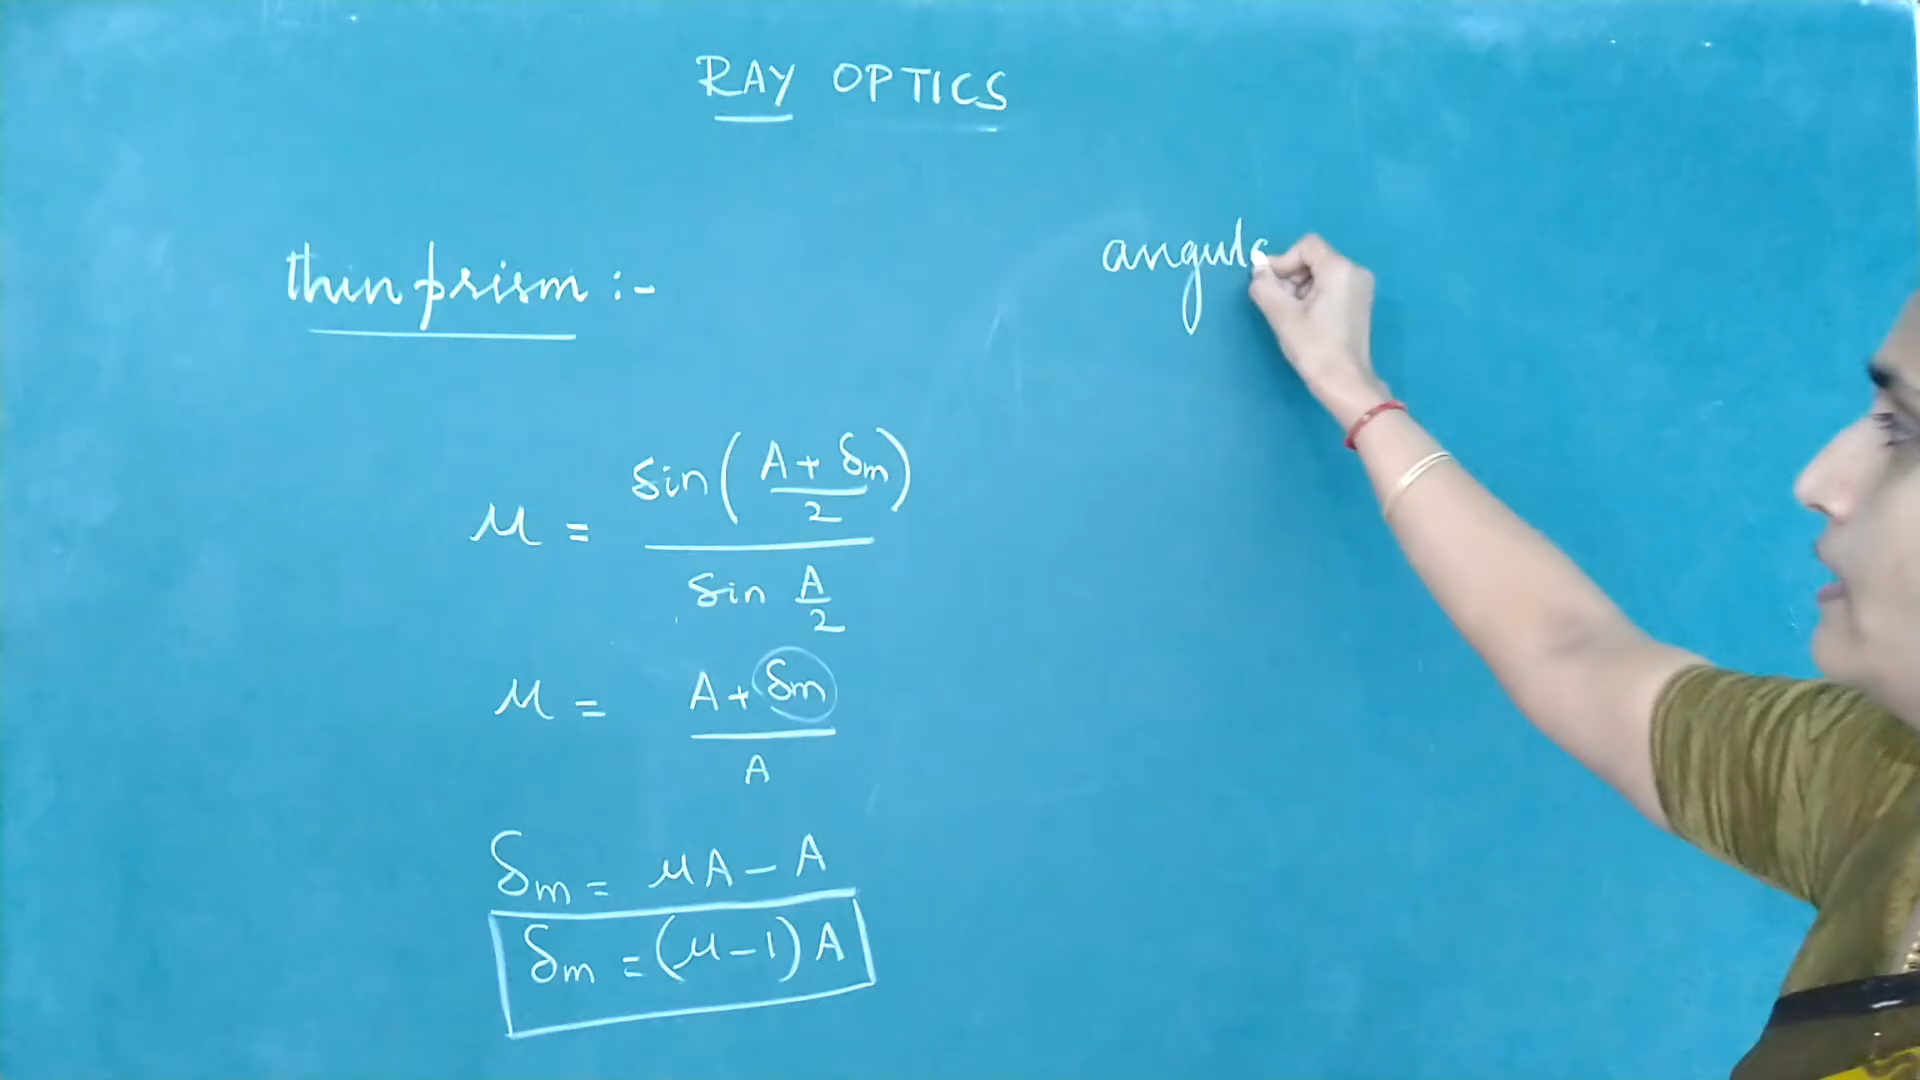 RAY OPTICS
thin prism :-
μ = sin( (A + δm) / 2 ) / sin A/2
μ = A + δm / A
δm = μA - A
δm = (μ-1) A
angula